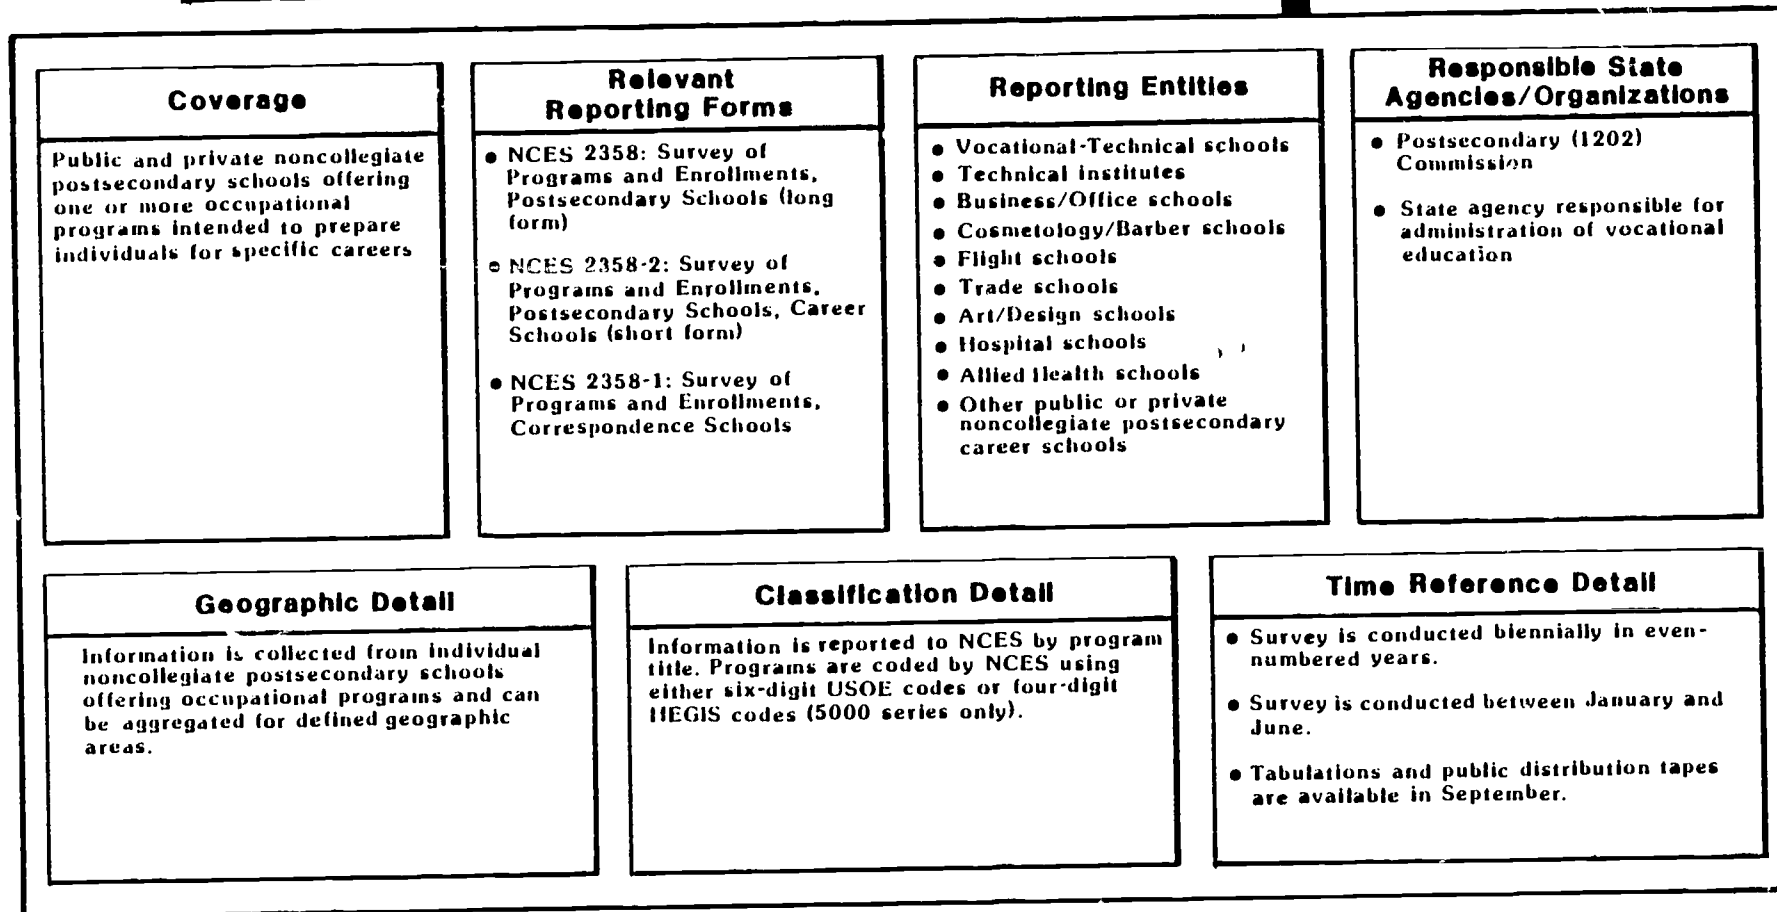 Coverage
Public and private noncollegiate
postsecondary schools offering
one or more occupational
programs intended to prepare
individuals for specific careers
Relevant
Reporting Forms
● NCES 2358: Survey of
Programs and Enrollments,
Postsecondary Schools (long
form)
● NCES 2358-2: Survey of
Programs and Enrollments,
Postsecondary Schools, Career
Schools (short form)
● NCES 2358-1: Survey of
Programs and Enrollments,
Correspondence Schools
Reporting Entities
● Vocational-Technical schools
● Technical institutes
● Business/Office schools
● Cosmetology/Barber schools
● Flight schools
● Trade schools
● Art/Design schools
● Hospital schools
● Allied Health schools
● Other public or private
noncollegiate postsecondary
career schools
Responsible State
Agencies/Organizations
● Postsecondary (1202)
Commission
● State agency responsible for
administration of vocational
education
Geographic Detail
Information is collected from individual
noncollegiate postsecondary schools
offering occupational programs and can
be aggregated for defined geographic
areas.
Classification Detail
Information is reported to NCES by program
title. Programs are coded by NCES using
either six-digit USOE codes or four-digit
HEGIS codes (5000 series only).
Time Reference Detail
● Survey is conducted biennially in even-
numbered years.
● Survey is conducted between January and
June.
● Tabulations and public distribution tapes
are available in September.